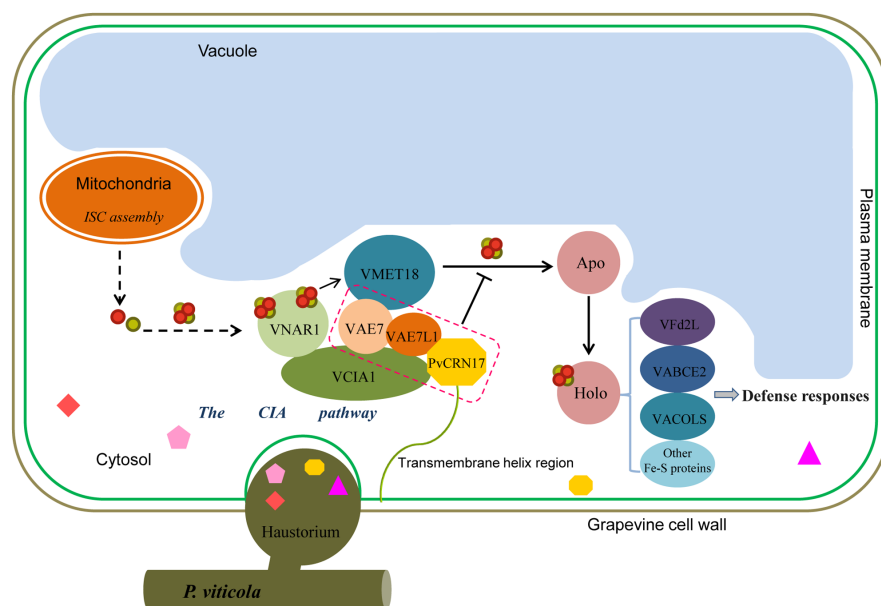 Vacuole
Mitochondria
ISC assembly
Plasma membrane
VMET18
Apo
VNAR1
VAE7
VAE7L1
PvCRN17
VCIA1
VFd2L
VABCE2
Holo
Defense responses
VACOLS
The CIA pathway
Other
Fe-S proteins
Cytosol
Transmembrane helix region
Grapevine cell wall
Haustorium
P. viticola